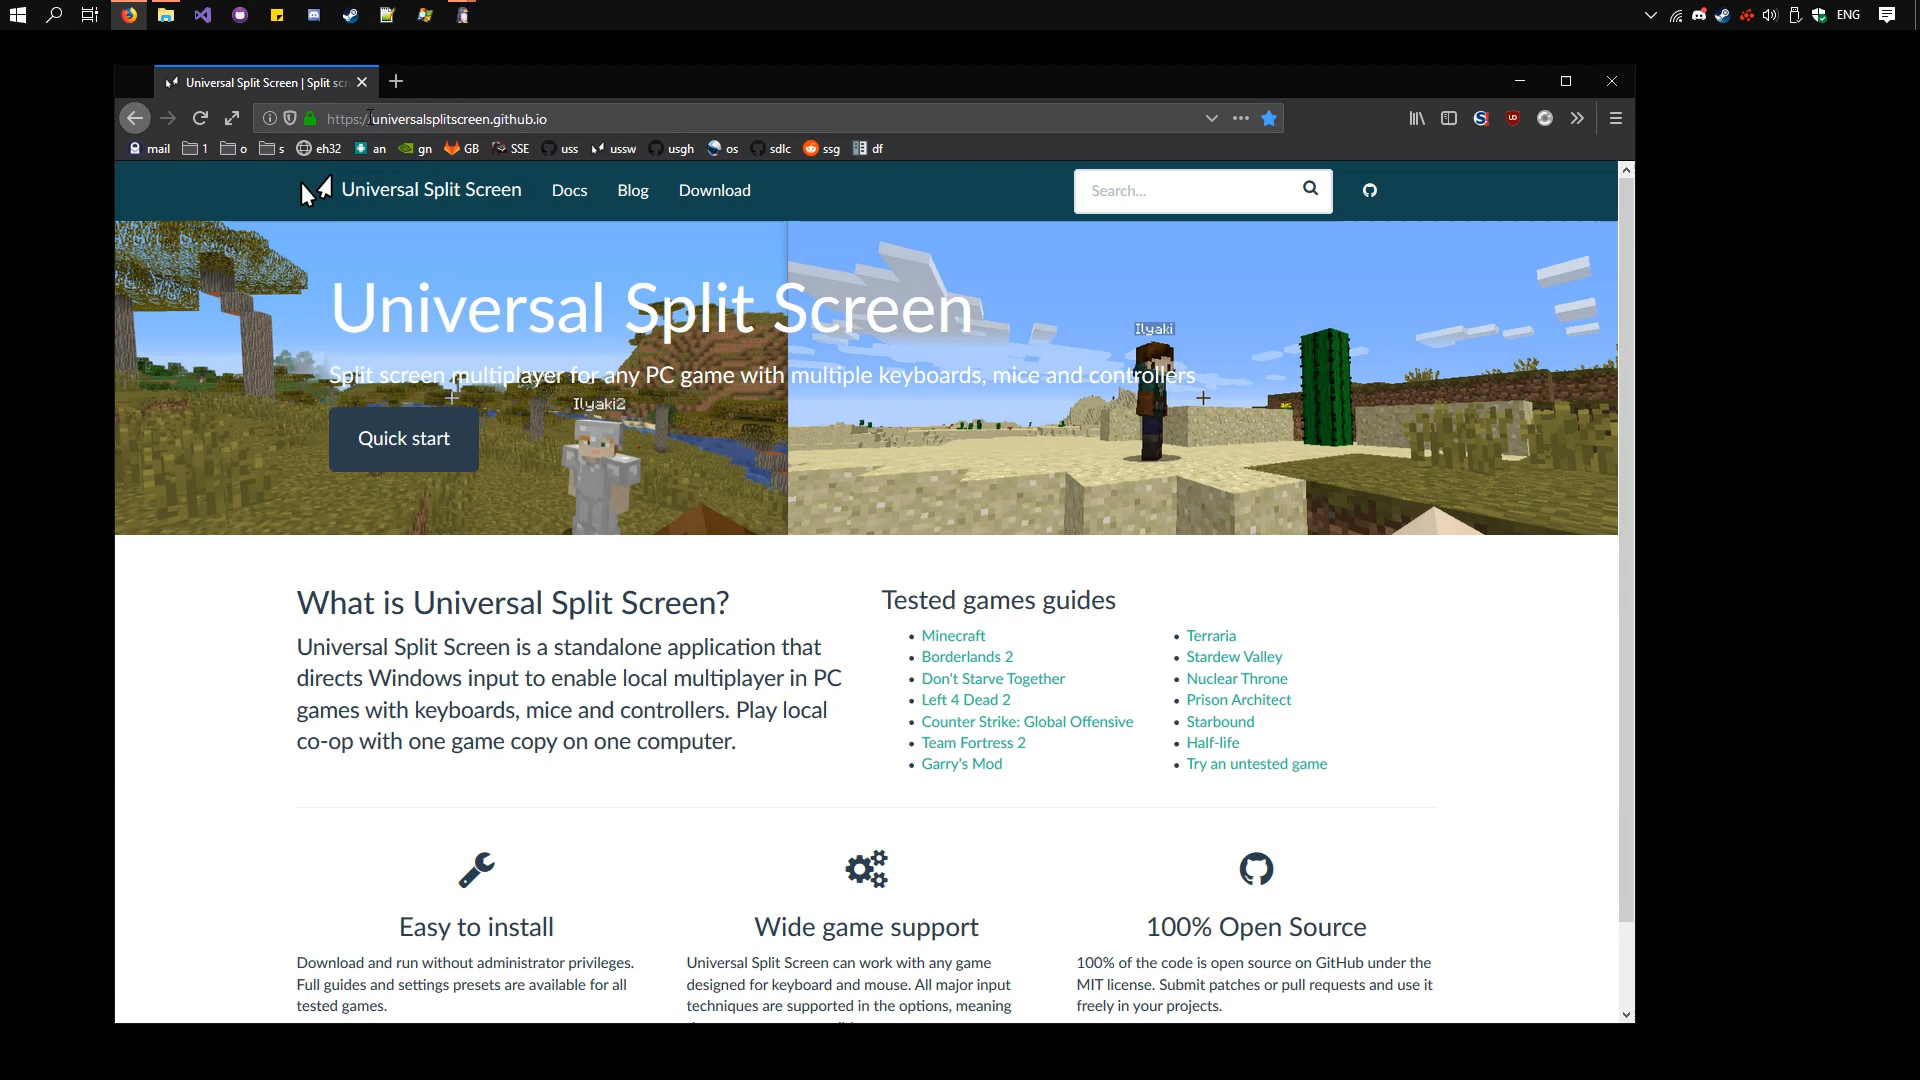 ENG
Universal Split Screen | Split scr
https://universalsplitscreen.github.io
mail 1 o s eh32 an gn GB SSE uss ussw usgh os sdlc ssg df
Universal Split Screen Docs Blog Download Search...
Universal Split Screen
Ilyaki
Split screen multiplayer for any PC game with multiple keyboards, mice and controllers
Ilyaki2
Quick start
What is Universal Split Screen?
Universal Split Screen is a standalone application that
directs Windows input to enable local multiplayer in PC
games with keyboards, mice and controllers. Play local
co-op with one game copy on one computer.
Tested games guides
Minecraft
Borderlands 2
Don't Starve Together
Left 4 Dead 2
Counter Strike: Global Offensive
Team Fortress 2
Garry's Mod
Terraria
Stardew Valley
Nuclear Throne
Prison Architect
Starbound
Half-life
Try an untested game
Easy to install
Download and run without administrator privileges.
Full guides and settings presets are available for all
tested games.
Wide game support
Universal Split Screen can work with any game
designed for keyboard and mouse. All major input
techniques are supported in the options, meaning
100% Open Source
100% of the code is open source on GitHub under the
MIT license. Submit patches or pull requests and use it
freely in your projects.